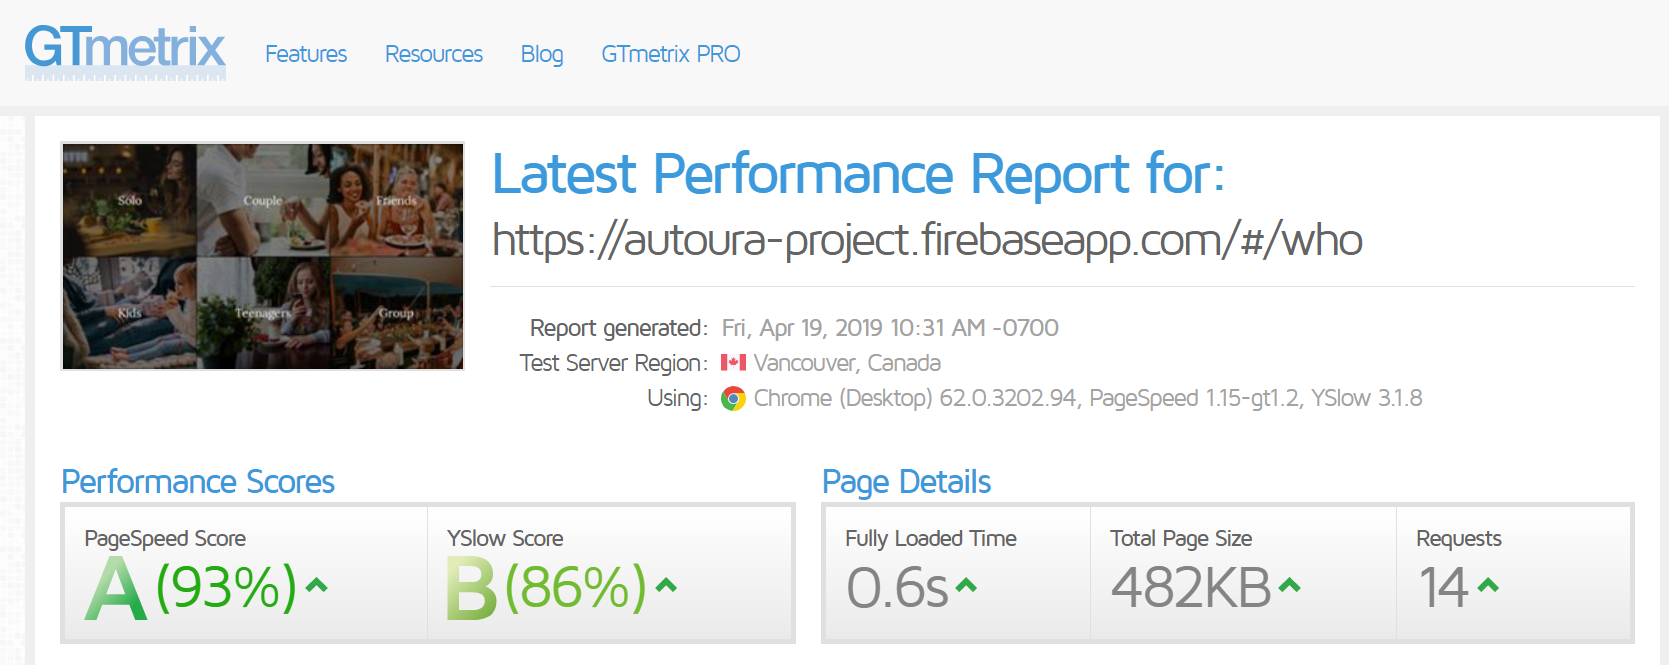 GTmetrix
Features Resources Blog GTmetrix PRO
Solo Couple Friends
Kids Teenagers Group
Latest Performance Report for:
https://autoura-project.firebaseapp.com/#/who
Report generated: Fri, Apr 19, 2019 10:31 AM -0700
Test Server Region: Vancouver, Canada
Using: Chrome (Desktop) 62.0.3202.94, PageSpeed 1.15-gt1.2, YSlow 3.1.8
Performance Scores
PageSpeed Score YSlow Score
A (93%) B (86%)
Page Details
Fully Loaded Time Total Page Size Requests
0.6s 482KB 14